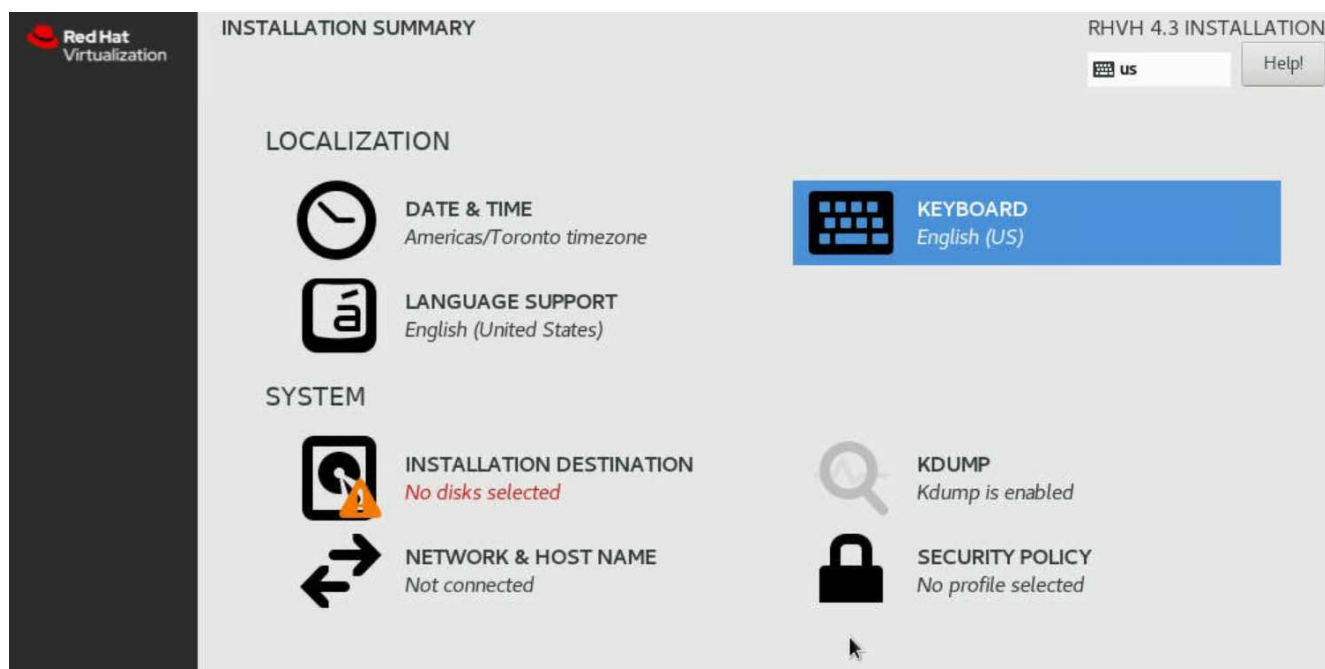 Red Hat
Virtualization
INSTALLATION SUMMARY
RHVH 4.3 INSTALLATION
us
Help!
LOCALIZATION
DATE & TIME
Americas/Toronto timezone
KEYBOARD
English (US)
á
LANGUAGE SUPPORT
English (United States)
SYSTEM
INSTALLATION DESTINATION
No disks selected
KDUMP
Kdump is enabled
NETWORK & HOST NAME
Not connected
SECURITY POLICY
No profile selected